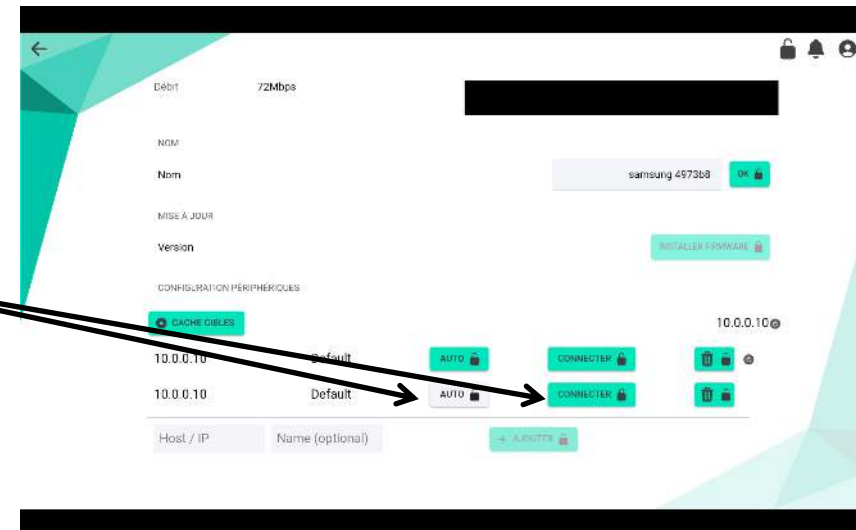 Débit 72Mbps
NOM
Nom samsung 4973b8 OK
MISE À JOUR
Version INSTALLER FIRMWARE
CONFIGURATION PÉRIPHÉRIQUES
CACHE CIBLES 10.0.0.10
10.0.0.10 Default AUTO CONNECTER
10.0.0.10 Default AUTO CONNECTER
Host / IP Name (optional) + AJOUTER